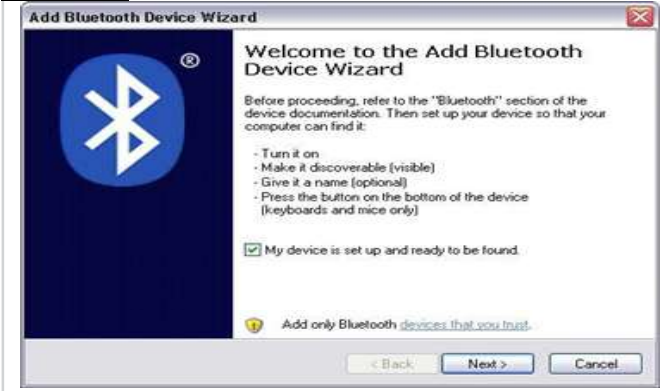 Add Bluetooth Device Wizard
®
Welcome to the Add Bluetooth
Device Wizard
Before proceeding, refer to the "Bluetooth" section of the
device documentation. Then set up your device so that your
computer can find it:
- Turn it on
- Make it discoverable (visible)
- Give it a name (optional)
- Press the button on the bottom of the device
(keyboards and mice only)
My device is set up and ready to be found.
Add only Bluetooth devices that you trust.
< Back Next > Cancel